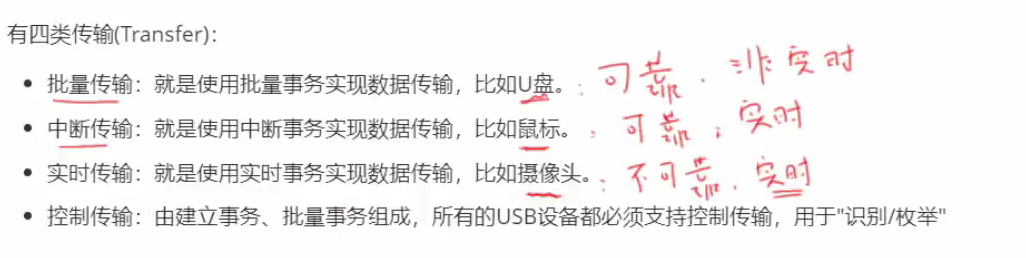 有四类传输(Transfer)：
• 批量传输：就是使用批量事务实现数据传输，比如U盘。：可靠．非实时
• 中断传输：就是使用中断事务实现数据传输，比如鼠标。：可靠；实时
• 实时传输：就是使用实时事务实现数据传输，比如摄像头。：不可靠．实时
• 控制传输：由建立事务、批量事务组成，所有的USB设备都必须支持控制传输，用于"识别/枚举"